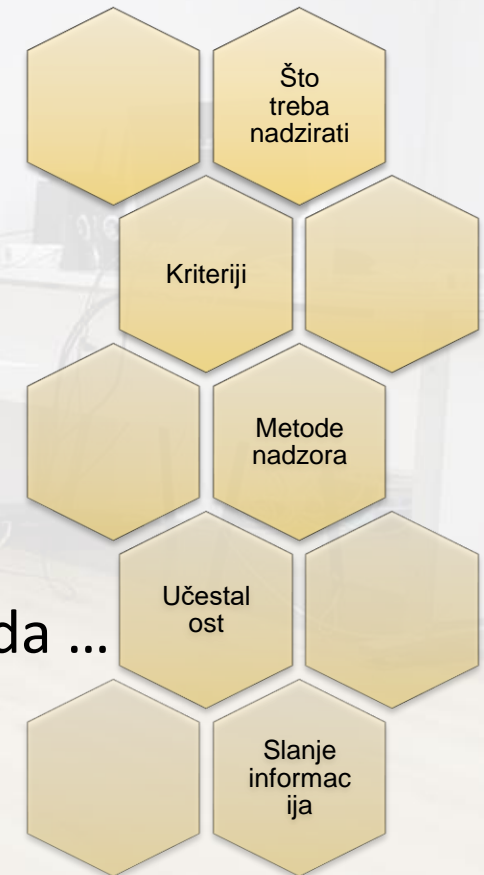 Što
treba
nadzirati
Kriteriji
Metode
nadzora
Učestal
ost
da ...
Slanje
informac
ija